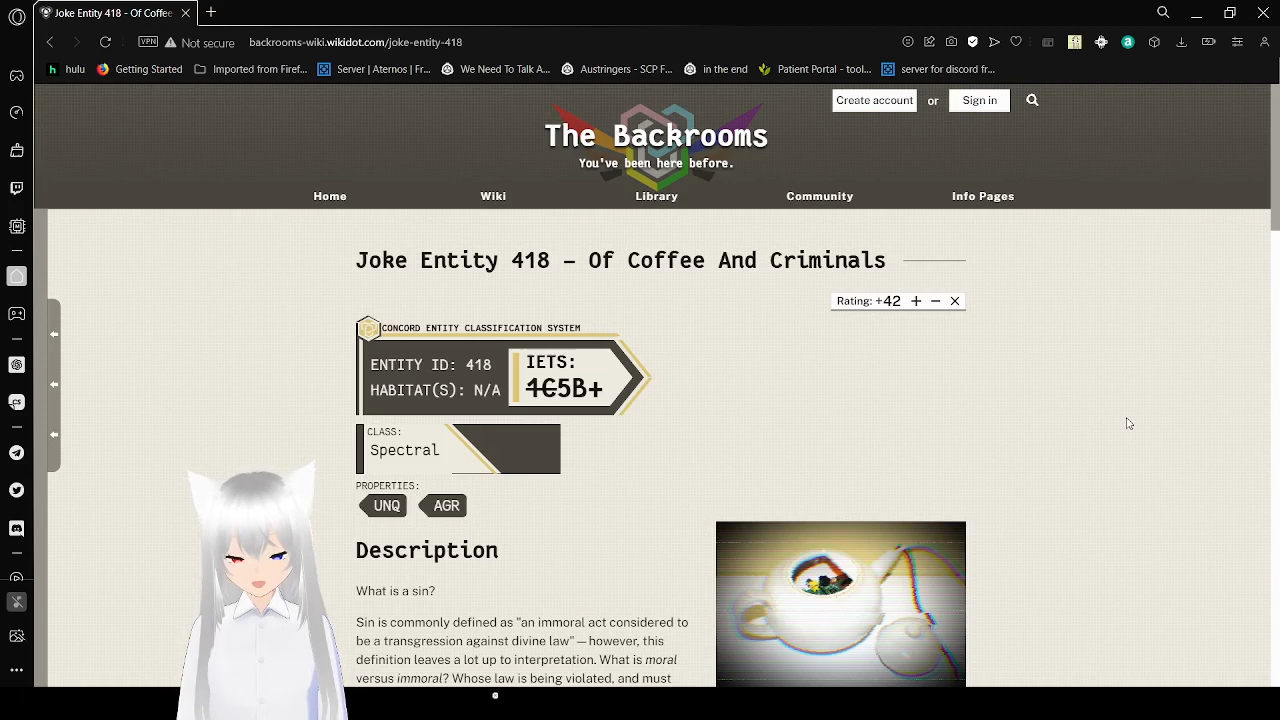 Joke Entity 418 - Of Coffee
VPN Not secure backrooms-wiki.wikidot.com/joke-entity-418
hulu Getting Started Imported from Firef... Server | Aternos | Fr... We Need To Talk A... Austringers - SCP F... in the end Patient Portal - tool... server for discord fr...
Create account or Sign in
The Backrooms
You've been here before.
Home Wiki Library Community Info Pages
Joke Entity 418 – Of Coffee And Criminals
Rating: +42 + − ×
CONCORD ENTITY CLASSIFICATION SYSTEM
ENTITY ID: 418
HABITAT(S): N/A
IETS:
1C5B+
CLASS:
Spectral
PROPERTIES:
UNQ AGR
Description
What is a sin?
Sin is commonly defined as "an immoral act considered to
be a transgression against divine law" — however, this
definition leaves a lot up to interpretation. What is moral
versus immoral? Whose law is being violated, and must